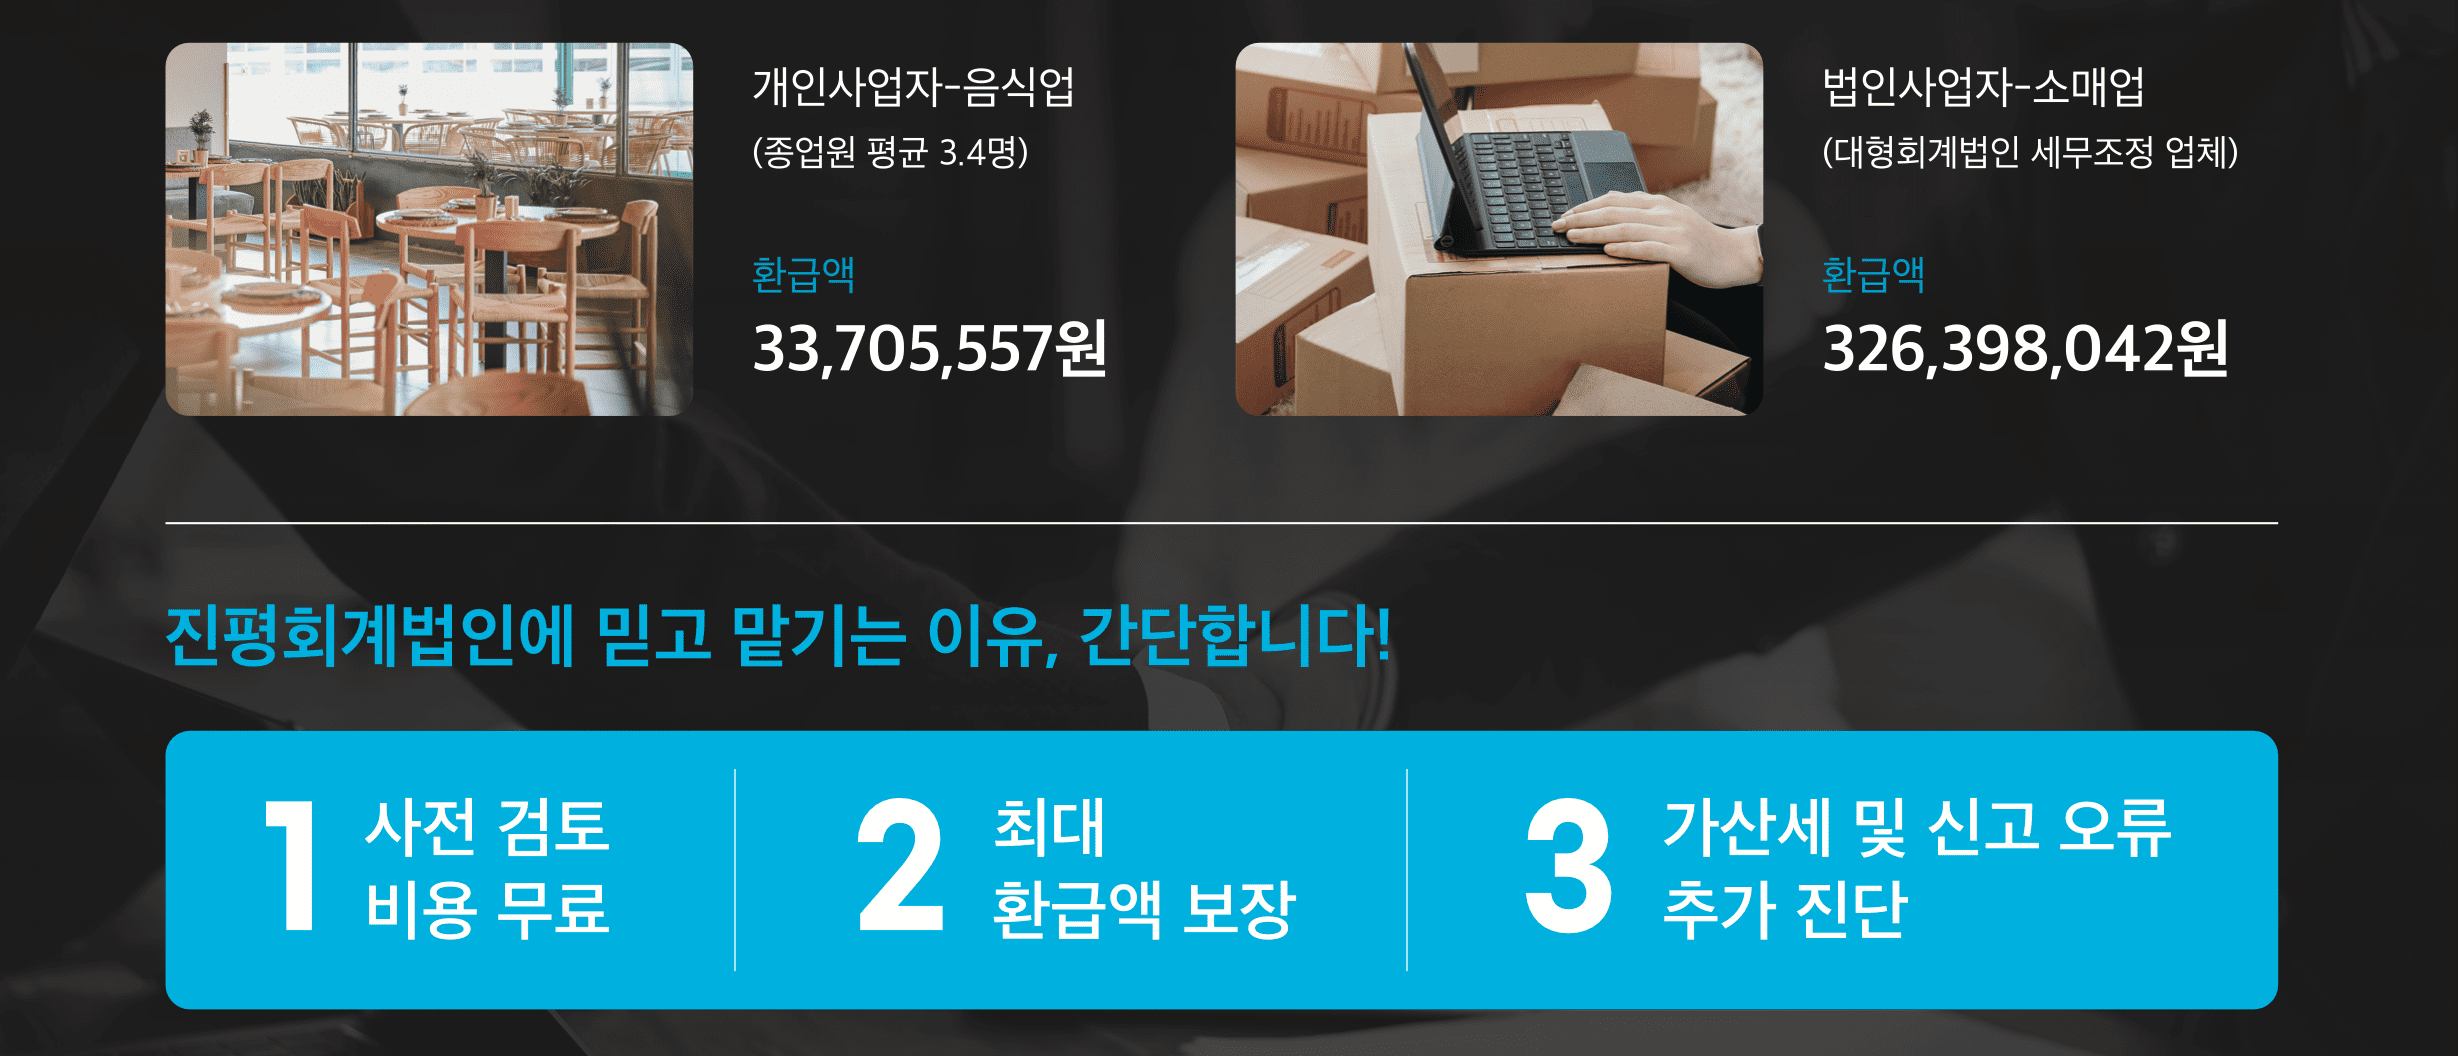 개인사업자-음식업
(종업원 평균 3.4명)
환급액
33,705,557원
법인사업자-소매업
(대형회계법인 세무조정 업체)
환급액
326,398,042원
진평회계법인에 믿고 맡기는 이유, 간단합니다!
1
사전 검토
비용 무료
2
최대
환급액 보장
3
가산세 및 신고 오류
추가 진단